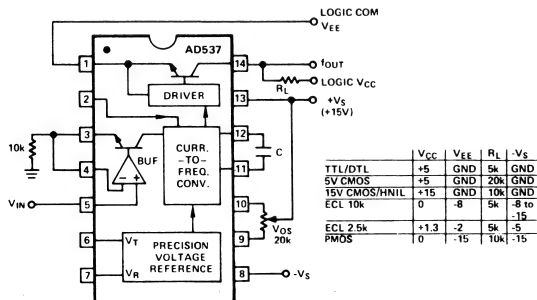 LOGIC COM
VEE
AD537
1
14
fOUT
RL
LOGIC VCC
DRIVER
2
13
+VS
(+15V)
3
12
10k
BUF
CURR.
-TO-
FREQ.
CONV.
C
4
11
- +
VIN
5
10
VOS
20k
6
VT
9
PRECISION
VOLTAGE
REFERENCE
7
VR
8
-VS
VCC VEE RL -VS
TTL/DTL +5 GND 5k GND
5V CMOS +5 GND 20k GND
15V CMOS/HNIL +15 GND 10k GND
ECL 10k 0 -8 5k -8 to
-15
ECL 2.5k +1.3 -2 5k -5
PMOS 0 -15 10k -15